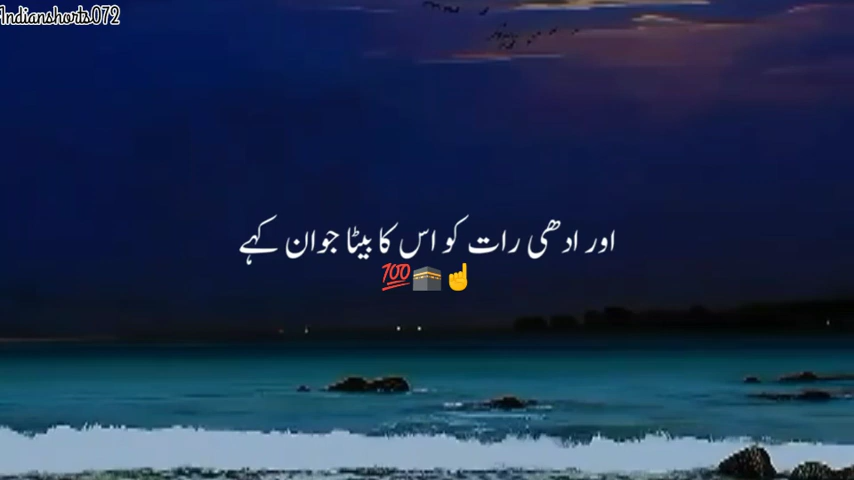 Indianshorts072
اور ادھی رات کو اس کا بیٹا جوان کہے
💯🕋☝️